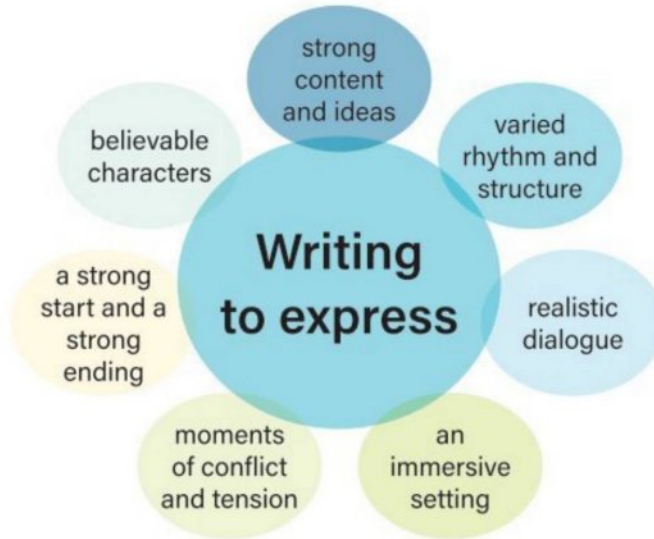 strong
content
and ideas
varied
rhythm and
structure
believable
characters
Writing
to express
a strong
start and a
strong
ending
realistic
dialogue
moments
of conflict
and tension
an
immersive
setting